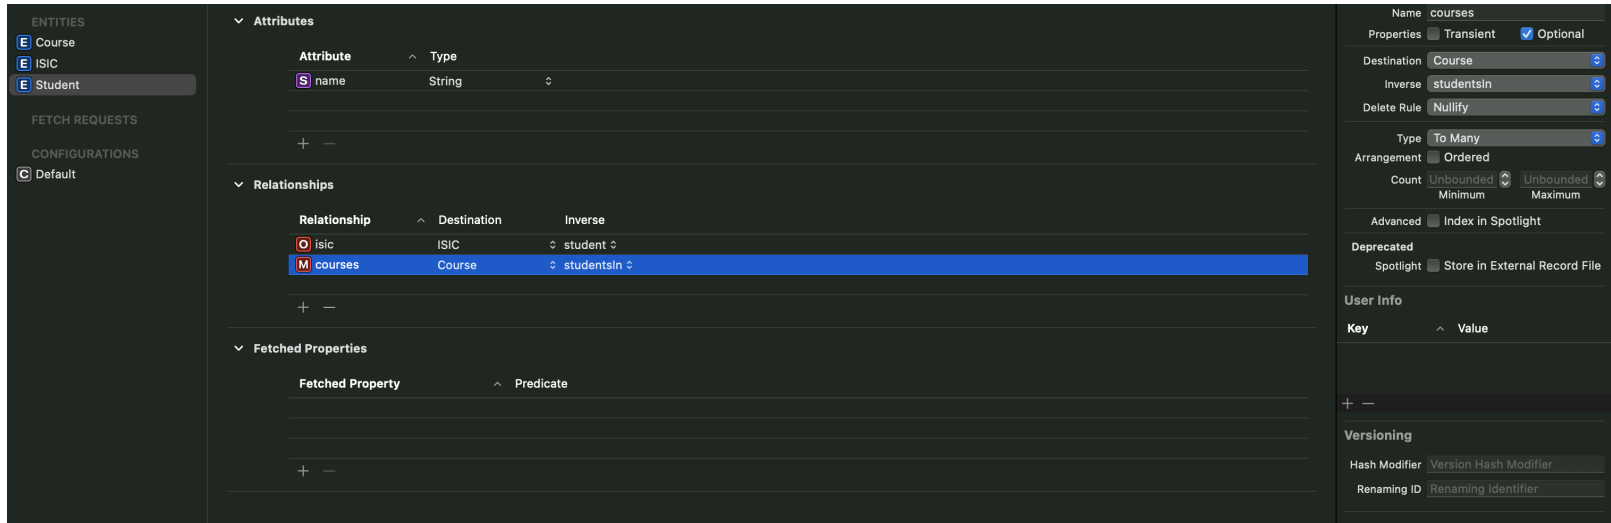 ENTITIES
E Course
E ISIC
E Student
FETCH REQUESTS
CONFIGURATIONS
C Default
Attributes
Attribute Type
S name String
+ −
Relationships
Relationship Destination Inverse
O isic ISIC student
M courses Course studentsIn
+ −
Fetched Properties
Fetched Property Predicate
+ −
Name courses
Properties Transient Optional
Destination Course
Inverse studentsIn
Delete Rule Nullify
Type To Many
Arrangement Ordered
Count Unbounded Unbounded
Minimum Maximum
Advanced Index in Spotlight
Deprecated
Spotlight Store in External Record File
User Info
Key Value
+ −
Versioning
Hash Modifier Version Hash Modifier
Renaming ID Renaming Identifier